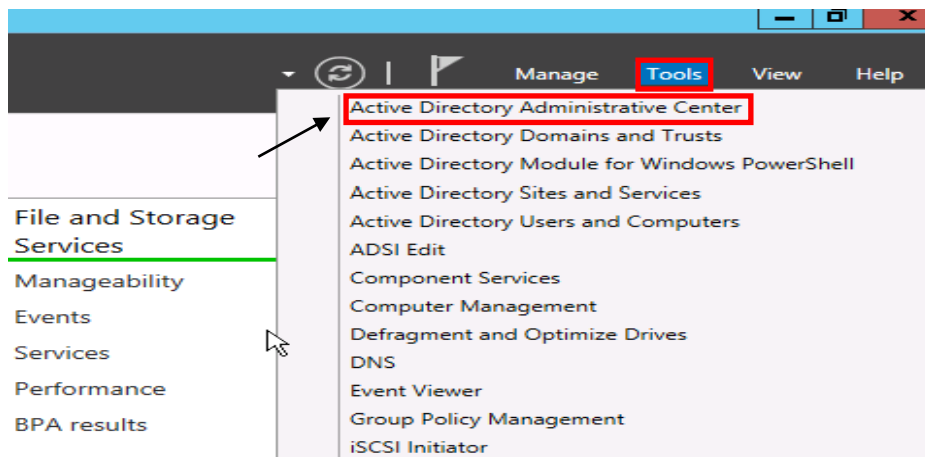 Manage Tools View Help
Active Directory Administrative Center
Active Directory Domains and Trusts
Active Directory Module for Windows PowerShell
Active Directory Sites and Services
Active Directory Users and Computers
ADSI Edit
Component Services
Computer Management
Defragment and Optimize Drives
DNS
Event Viewer
Group Policy Management
iSCSI Initiator
File and Storage
Services
Manageability
Events
Services
Performance
BPA results